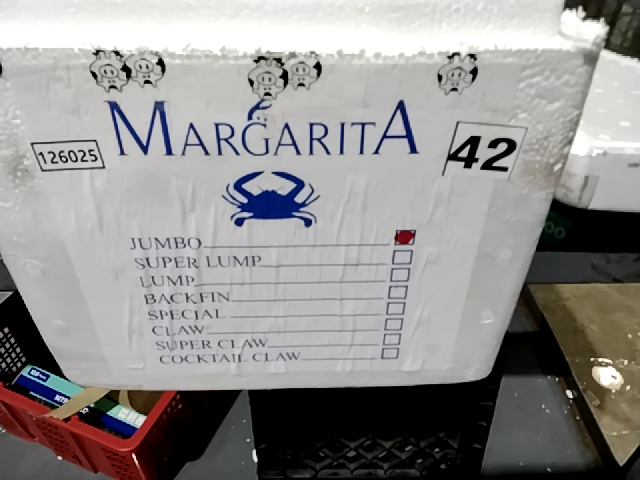 MARGARITA
126025
42
JUMBO
SUPER LUMP
LUMP
BACKFIN
SPECIAL
CLAW
SUPER CLAW
COCKTAIL CLAW